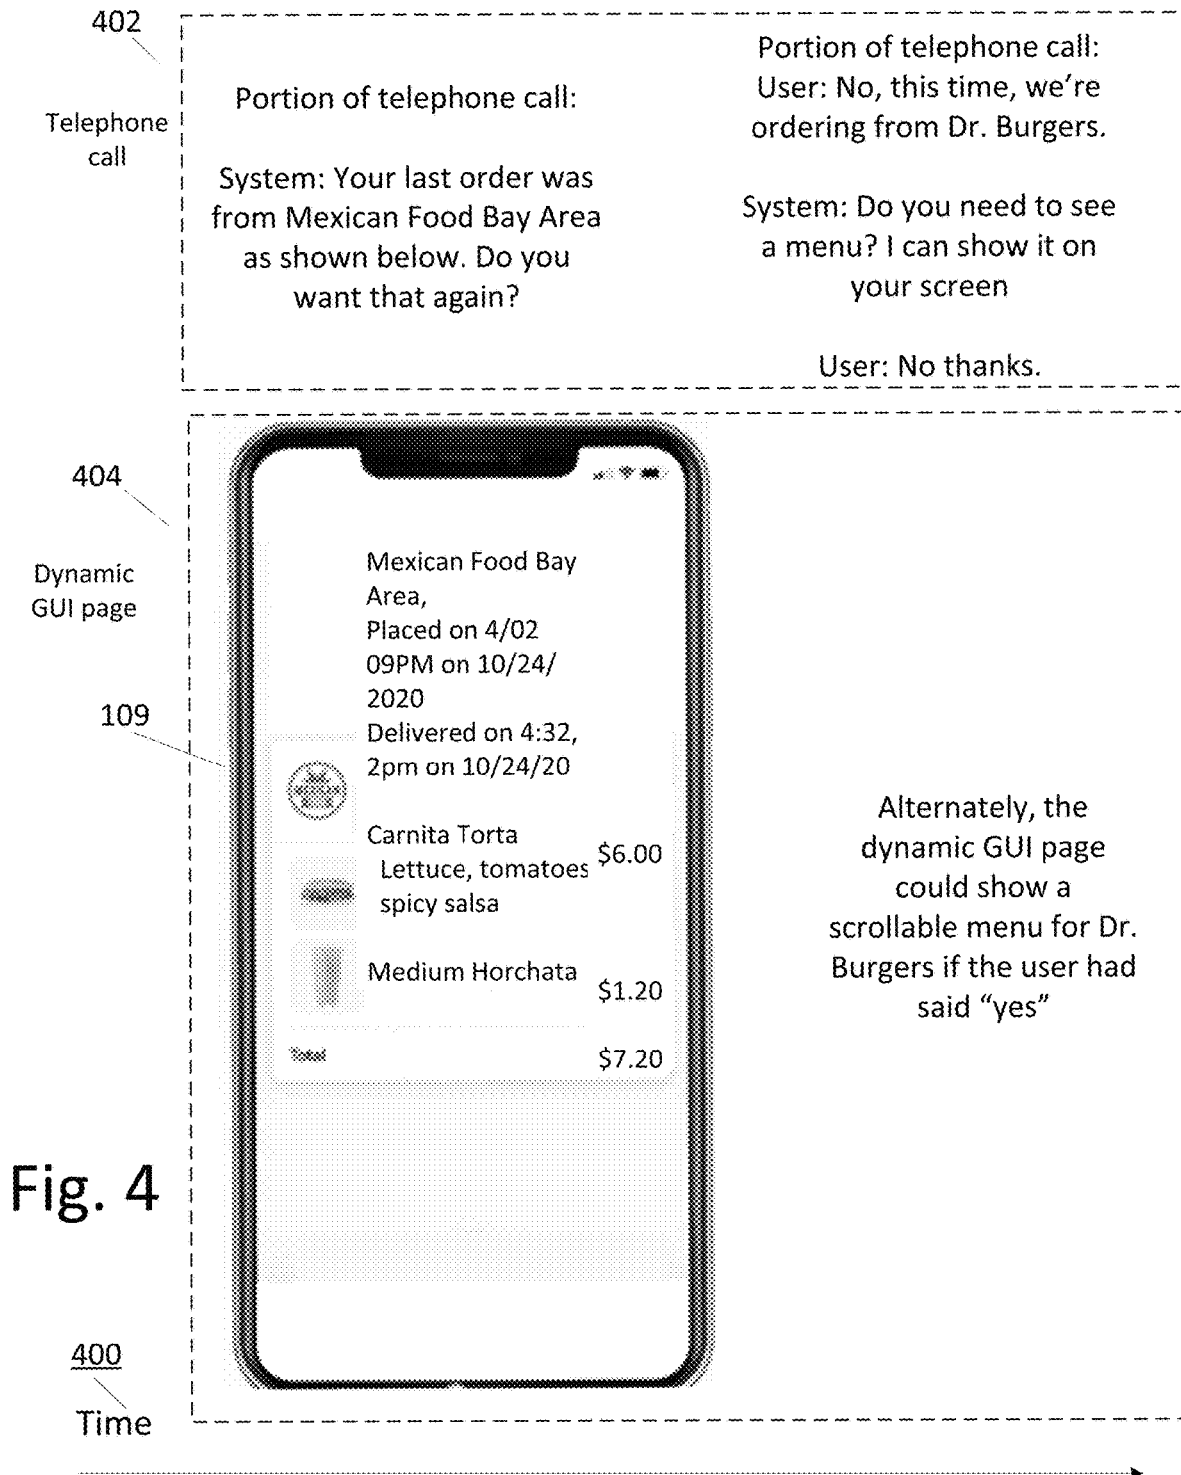 402
Telephone
call
Portion of telephone call:
System: Your last order was
from Mexican Food Bay Area
as shown below. Do you
want that again?
Portion of telephone call:
User: No, this time, we’re
ordering from Dr. Burgers.
System: Do you need to see
a menu? I can show it on
your screen
User: No thanks.
404
Dynamic
GUI page
109
Mexican Food Bay
Area,
Placed on 4/02
09PM on 10/24/
2020
Delivered on 4:32,
2pm on 10/24/20
Carnita Torta
Lettuce, tomatoes
spicy salsa
$6.00
Medium Horchata
$1.20
Total
$7.20
Alternately, the
dynamic GUI page
could show a
scrollable menu for Dr.
Burgers if the user had
said “yes”
Fig. 4
400
Time